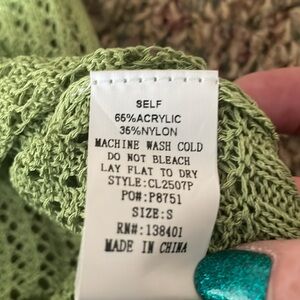 SELF
65%ACRYLIC
35%NYLON
MACHINE WASH COLD
DO NOT BLEACH
LAY FLAT TO DRY
STYLE:CL2507P
PO#:P8751
SIZE:S
RN#:138401
MADE IN CHINA